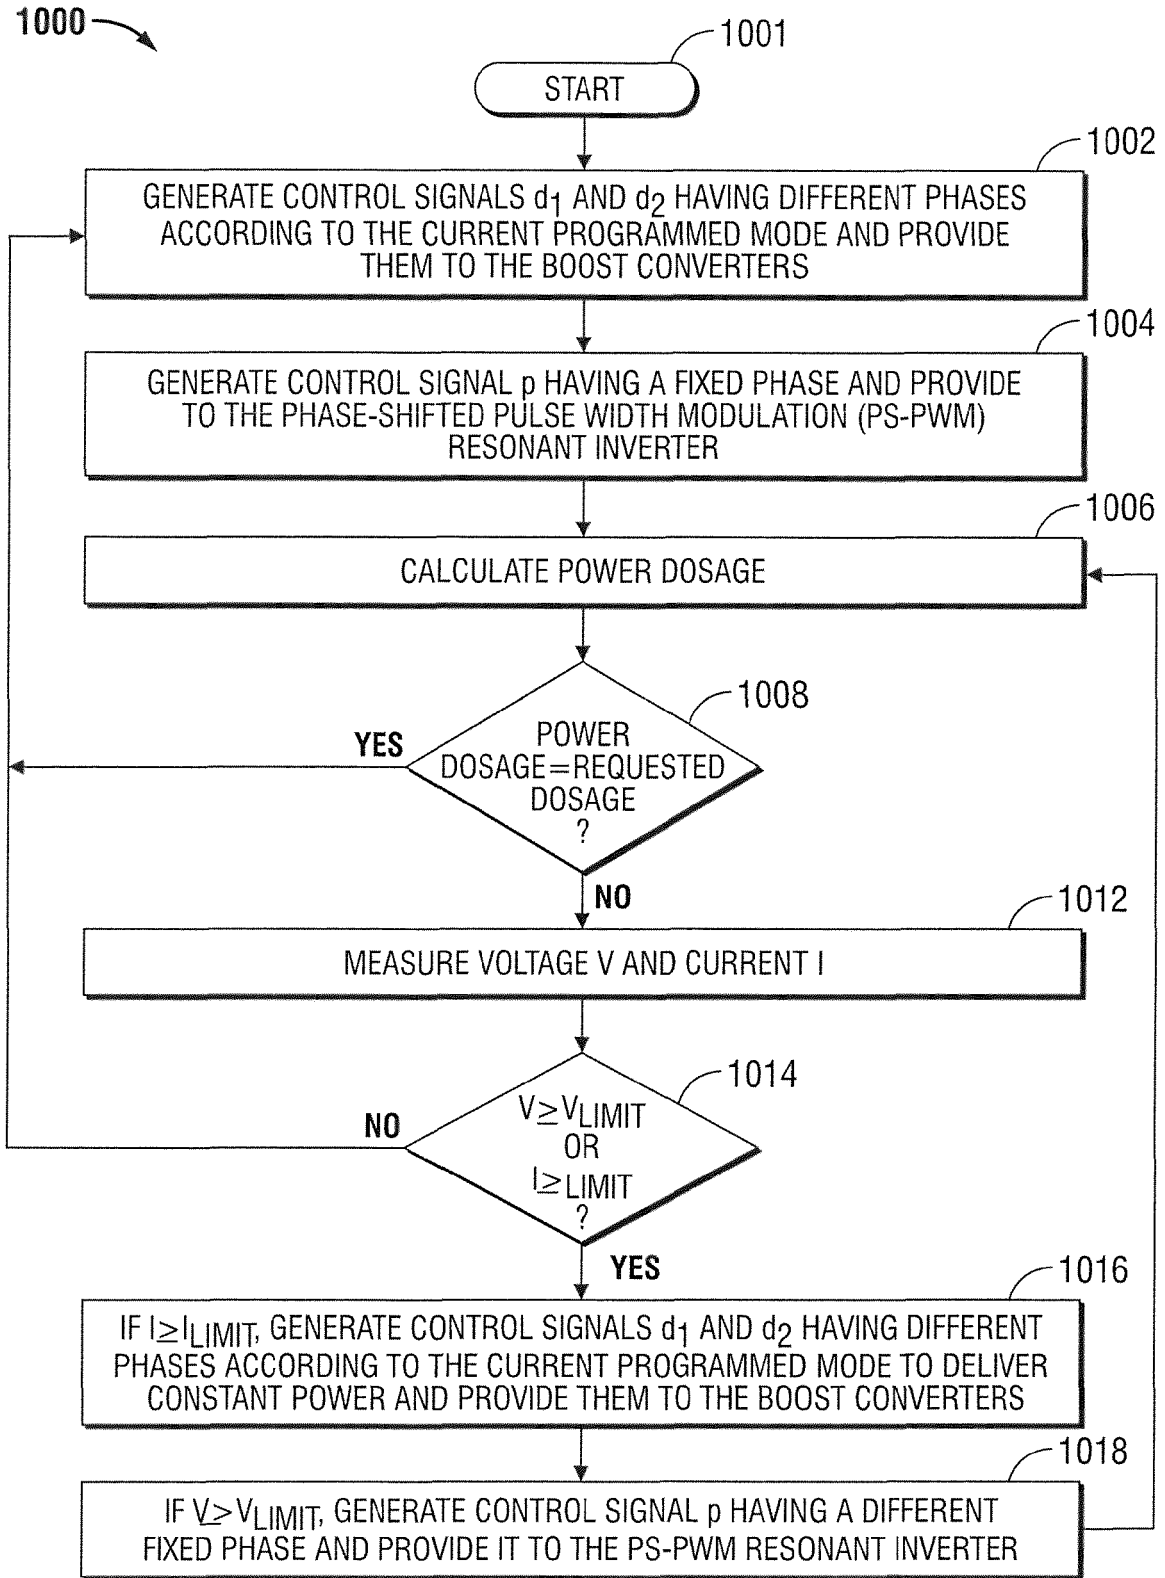 1000
1001
START
1002
GENERATE CONTROL SIGNALS d1 AND d2 HAVING DIFFERENT PHASES
ACCORDING TO THE CURRENT PROGRAMMED MODE AND PROVIDE
THEM TO THE BOOST CONVERTERS
1004
GENERATE CONTROL SIGNAL p HAVING A FIXED PHASE AND PROVIDE
TO THE PHASE-SHIFTED PULSE WIDTH MODULATION (PS-PWM)
RESONANT INVERTER
1006
CALCULATE POWER DOSAGE
1008
YES
POWER
DOSAGE=REQUESTED
DOSAGE
?
NO
1012
MEASURE VOLTAGE V AND CURRENT I
1014
NO
V≥VLIMIT
OR
I≥LIMIT
?
YES
1016
IF I≥ILIMIT, GENERATE CONTROL SIGNALS d1 AND d2 HAVING DIFFERENT
PHASES ACCORDING TO THE CURRENT PROGRAMMED MODE TO DELIVER
CONSTANT POWER AND PROVIDE THEM TO THE BOOST CONVERTERS
1018
IF V≥VLIMIT, GENERATE CONTROL SIGNAL p HAVING A DIFFERENT
FIXED PHASE AND PROVIDE IT TO THE PS-PWM RESONANT INVERTER